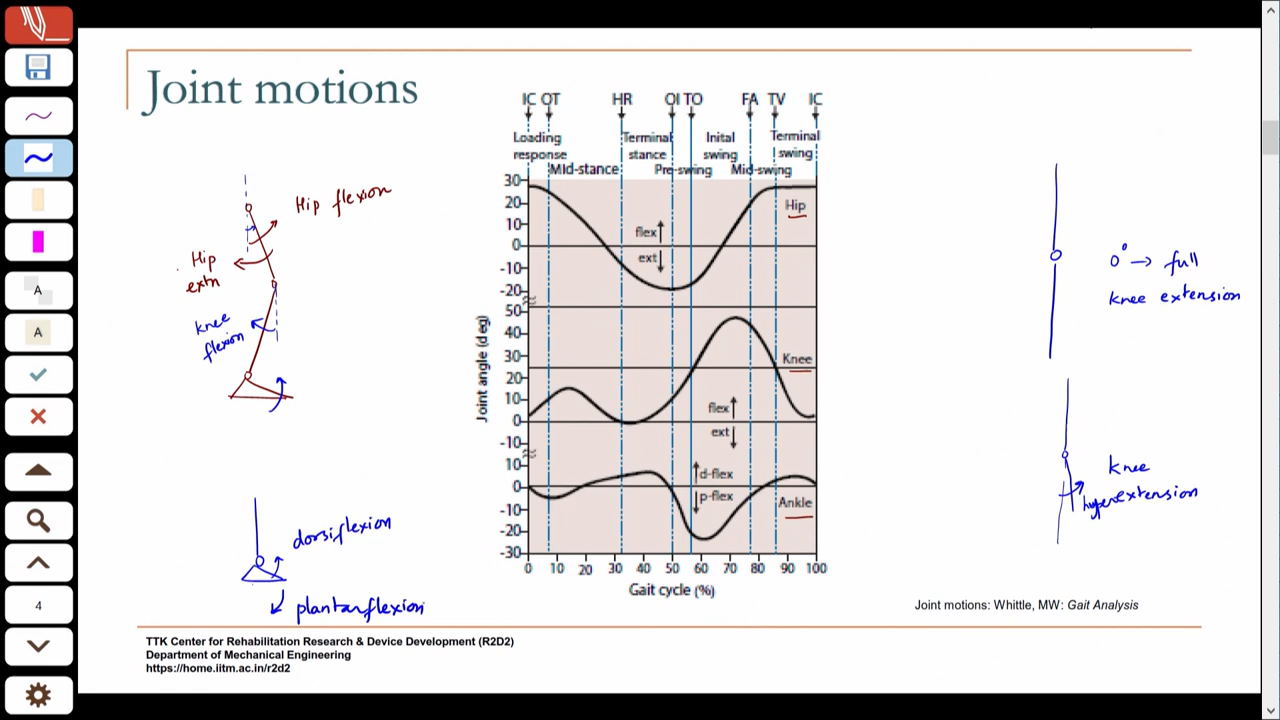 Joint motions
IC OT HR OI TO FA TV IC
Loading response
Terminal stance
Inital swing
Terminal swing
Mid-stance
Pre-swing
Mid-swing
30
20
10
0
-10
-20
Hip
flex
ext
50
40
30
20
10
0
-10
Knee
flex
ext
10
0
-10
-20
-30
d-flex
p-flex
Ankle
Joint angle (deg)
0 10 20 30 40 50 60 70 80 90 100
Gait cycle (%)
Hip flexion
Hip
extn
knee
flexion
dorsiflexion
plantarflexion
0° → full
knee extension
knee
hyperextension
Joint motions: Whittle, MW: Gait Analysis
TTK Center for Rehabilitation Research & Device Development (R2D2)
Department of Mechanical Engineering
https://home.iitm.ac.in/r2d2
A
A
4